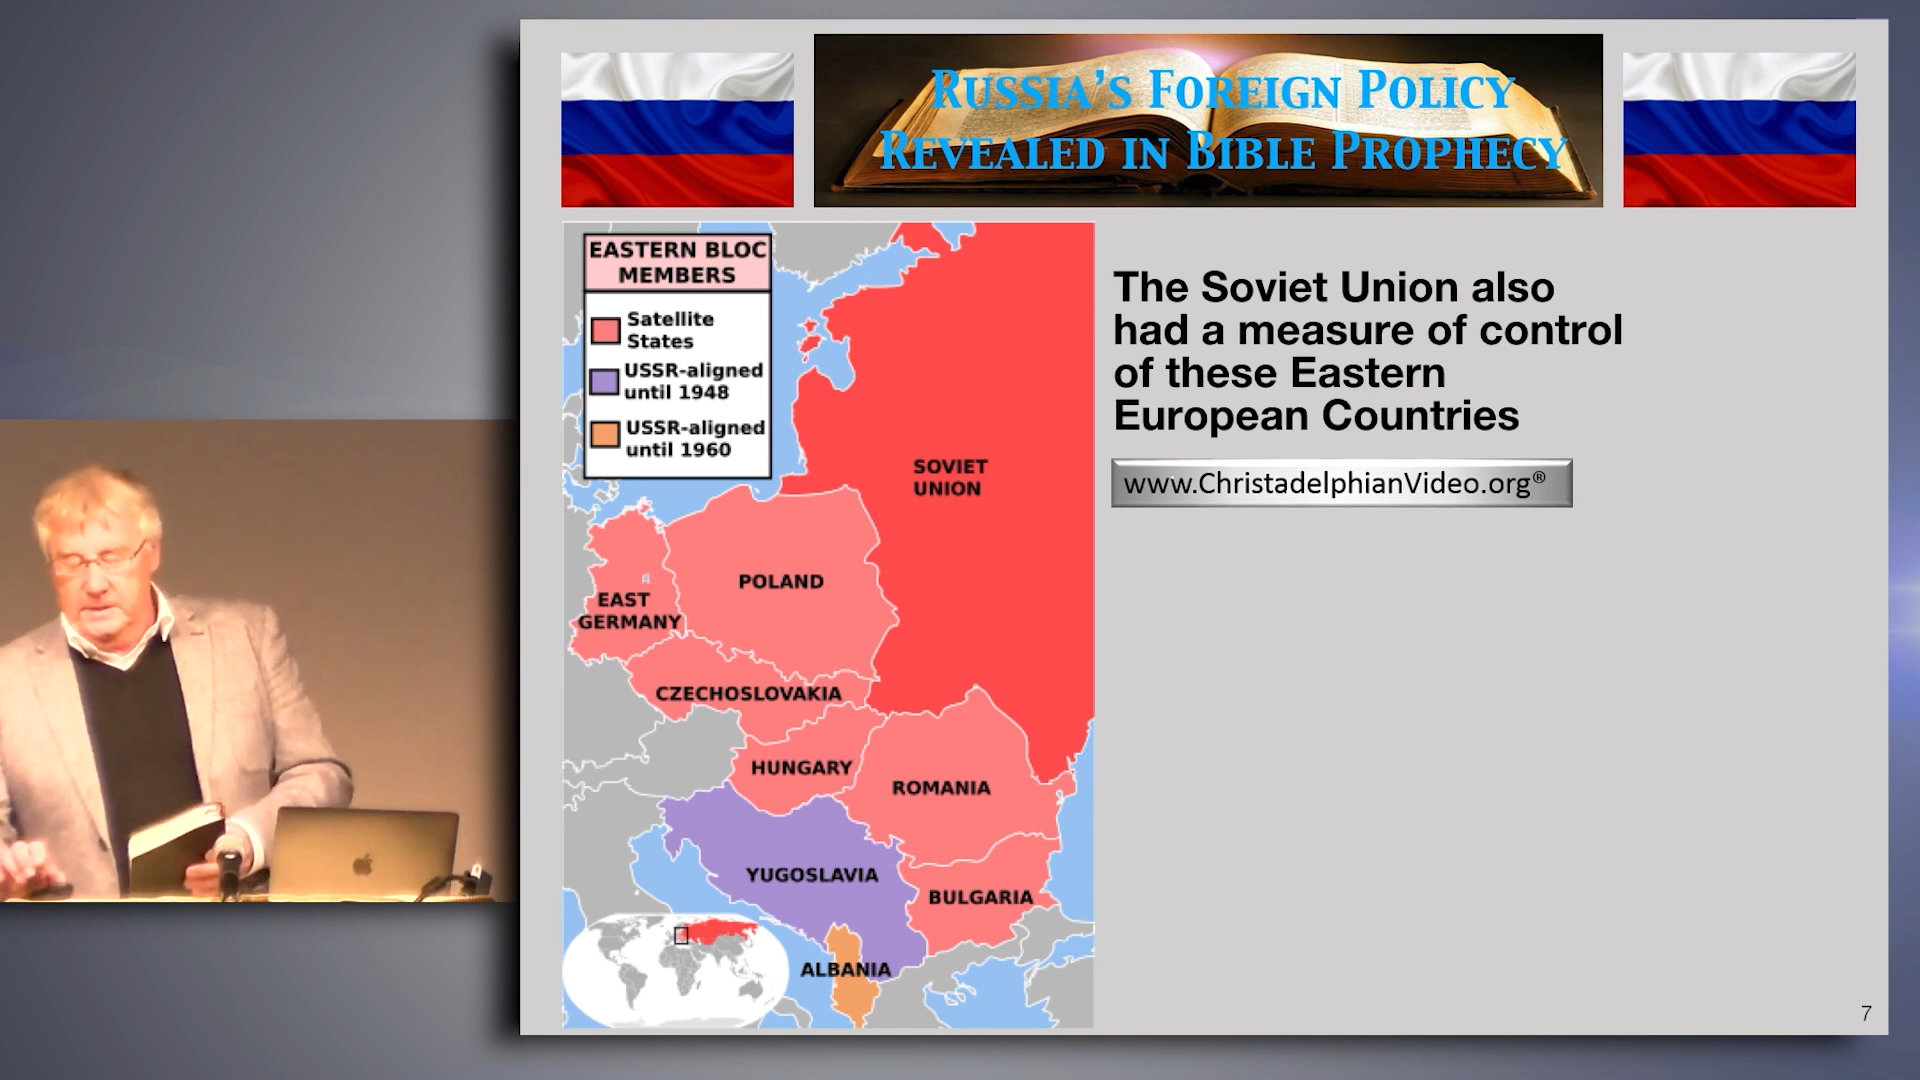 RUSSIA'S FOREIGN POLICY
REVEALED IN BIBLE PROPHECY
EASTERN BLOC
MEMBERS
Satellite
States
USSR-aligned
until 1948
USSR-aligned
until 1960
SOVIET
UNION
POLAND
EAST
GERMANY
CZECHOSLOVAKIA
HUNGARY
ROMANIA
YUGOSLAVIA
BULGARIA
ALBANIA
The Soviet Union also
had a measure of control
of these Eastern
European Countries
www.ChristadelphianVideo.org®
7